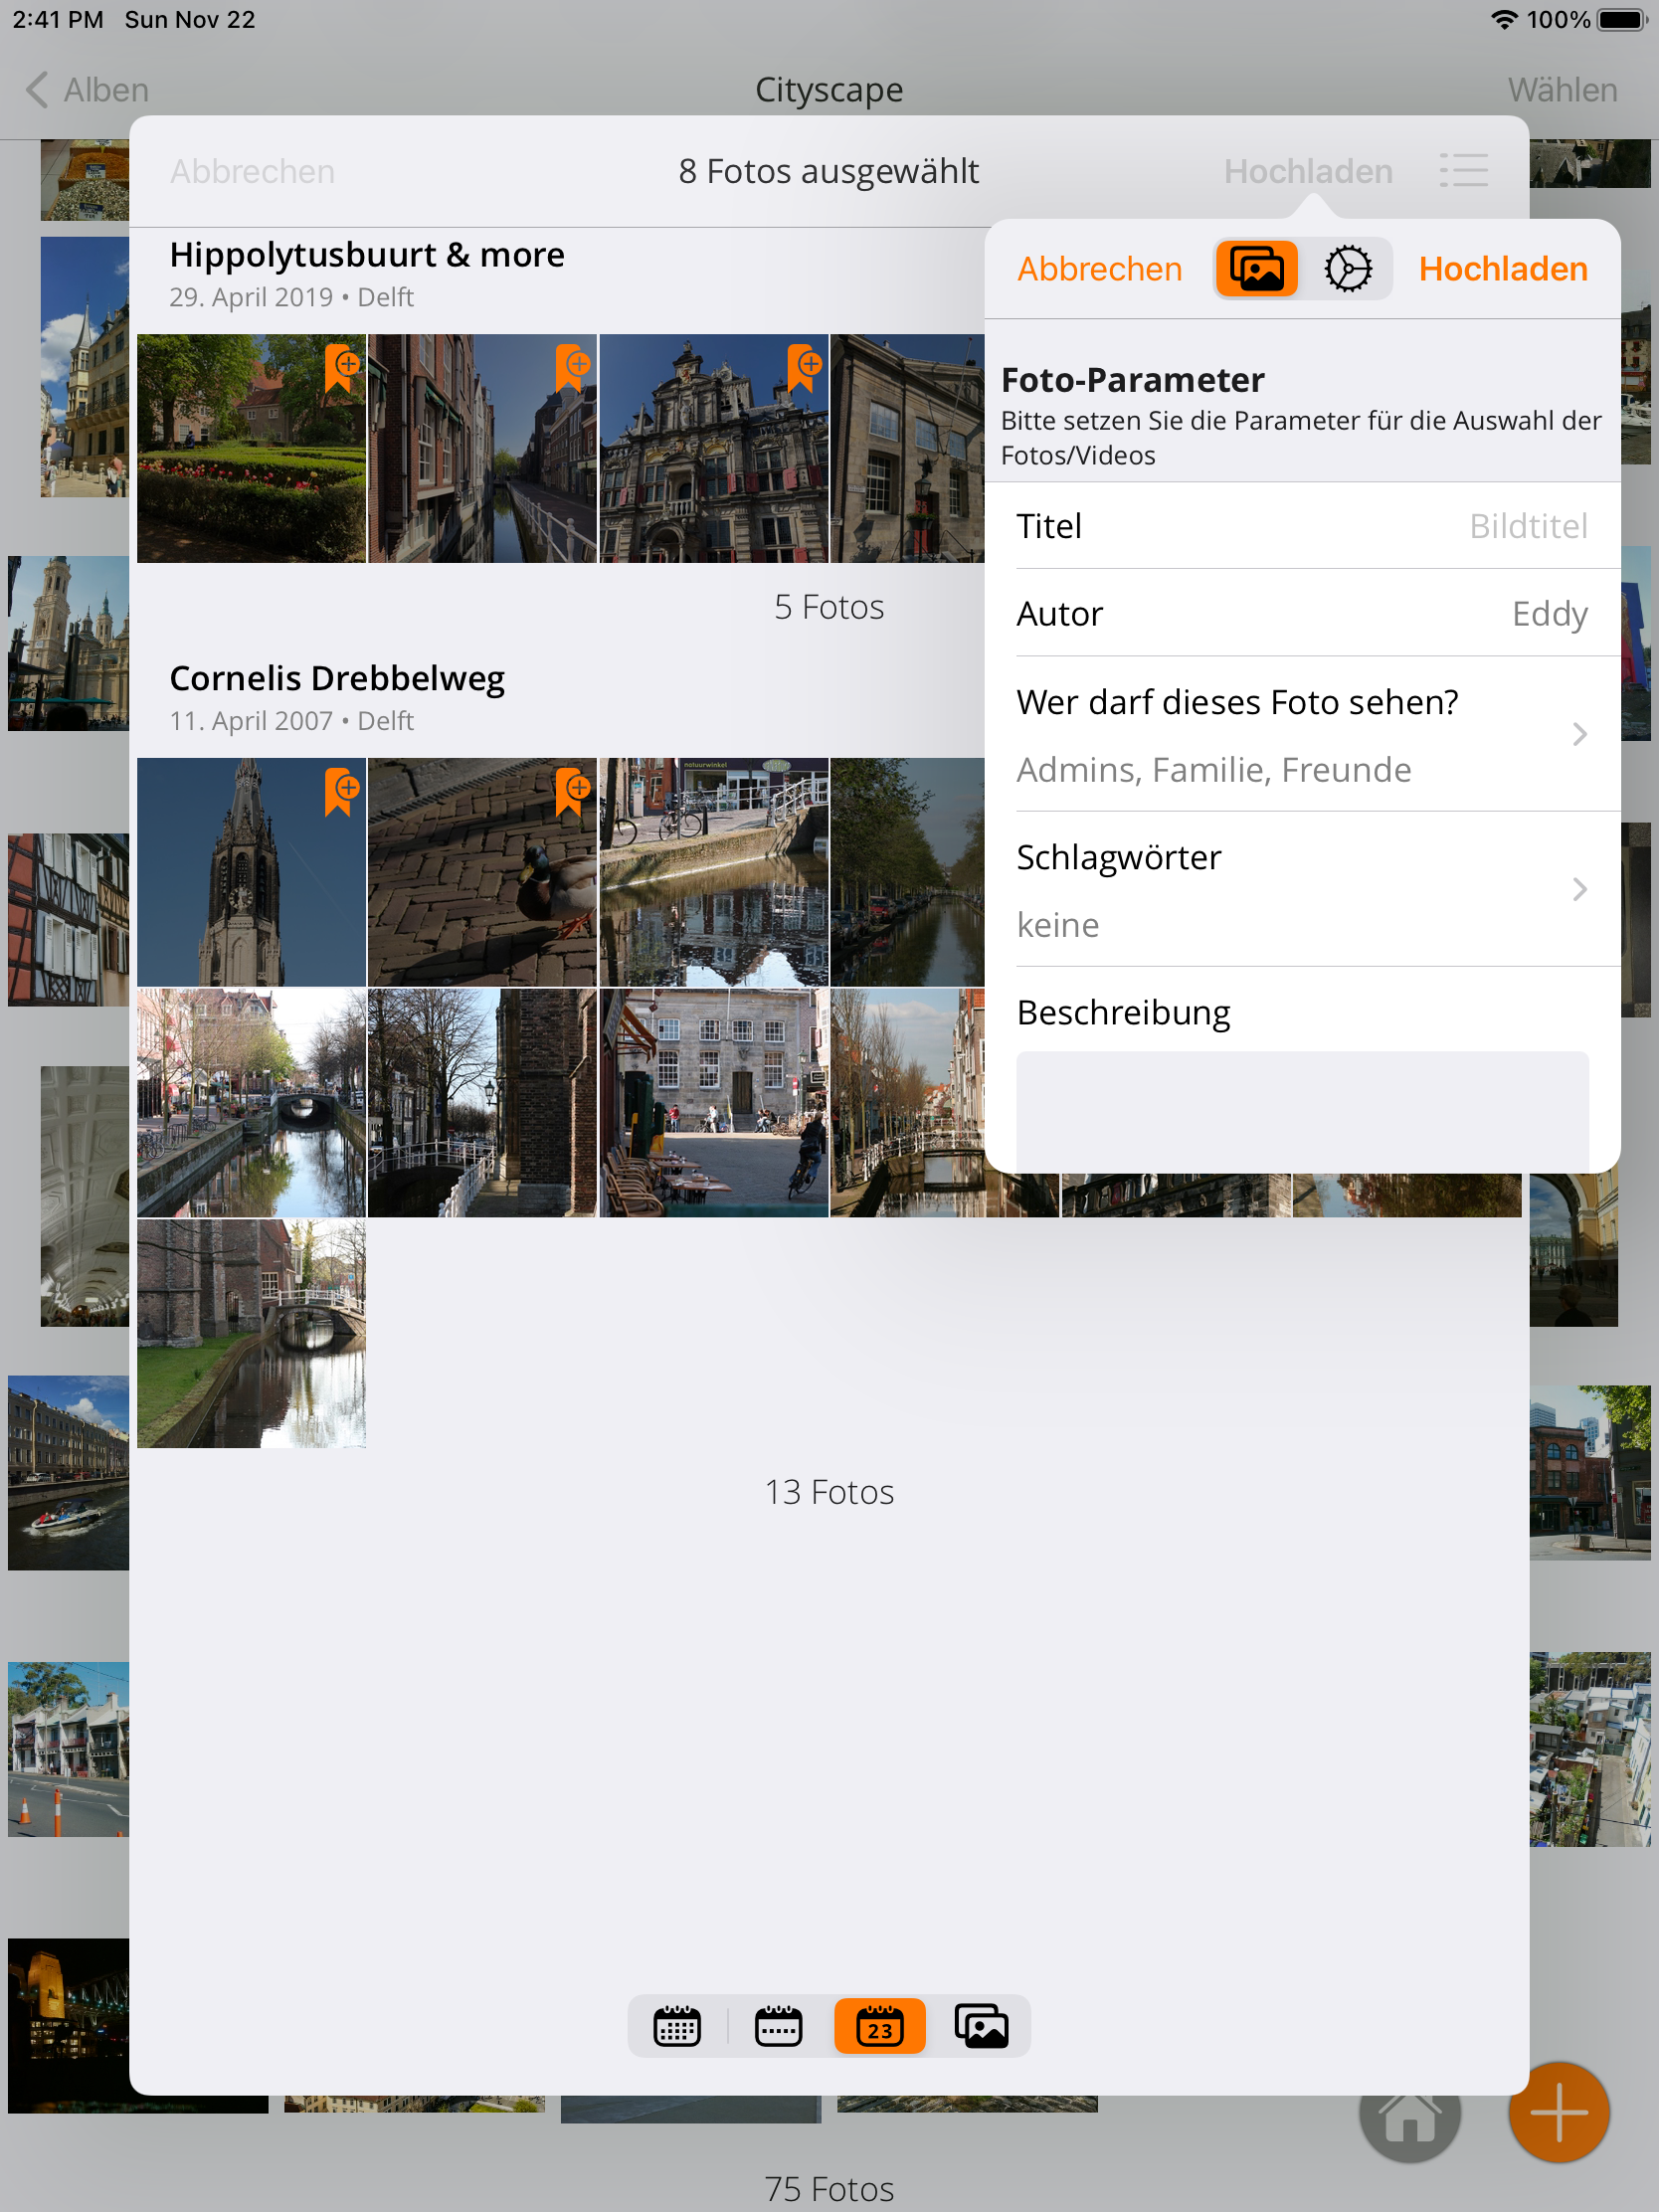 2:41 PM Sun Nov 22 100%
Alben Cityscape Wählen
Abbrechen 8 Fotos ausgewählt Hochladen
Hippolytusbuurt & more
29. April 2019 • Delft
5 Fotos
Cornelis Drebbelweg
11. April 2007 • Delft
natuurwinkel
13 Fotos
Abbrechen Hochladen
Foto-Parameter
Bitte setzen Sie die Parameter für die Auswahl der
Fotos/Videos
Titel Bildtitel
Autor Eddy
Wer darf dieses Foto sehen?
Admins, Familie, Freunde
Schlagwörter
keine
Beschreibung
23
75 Fotos